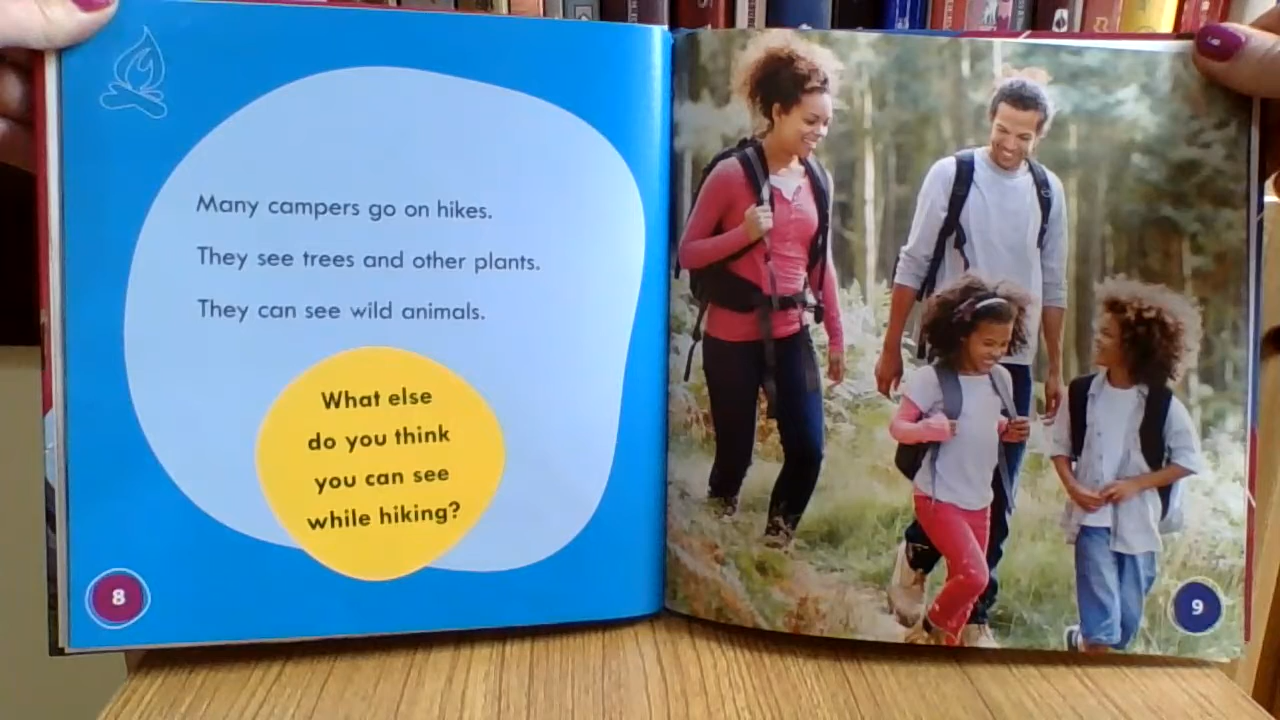 Many campers go on hikes.
They see trees and other plants.
They can see wild animals.
What else
do you think
you can see
while hiking?
8
9